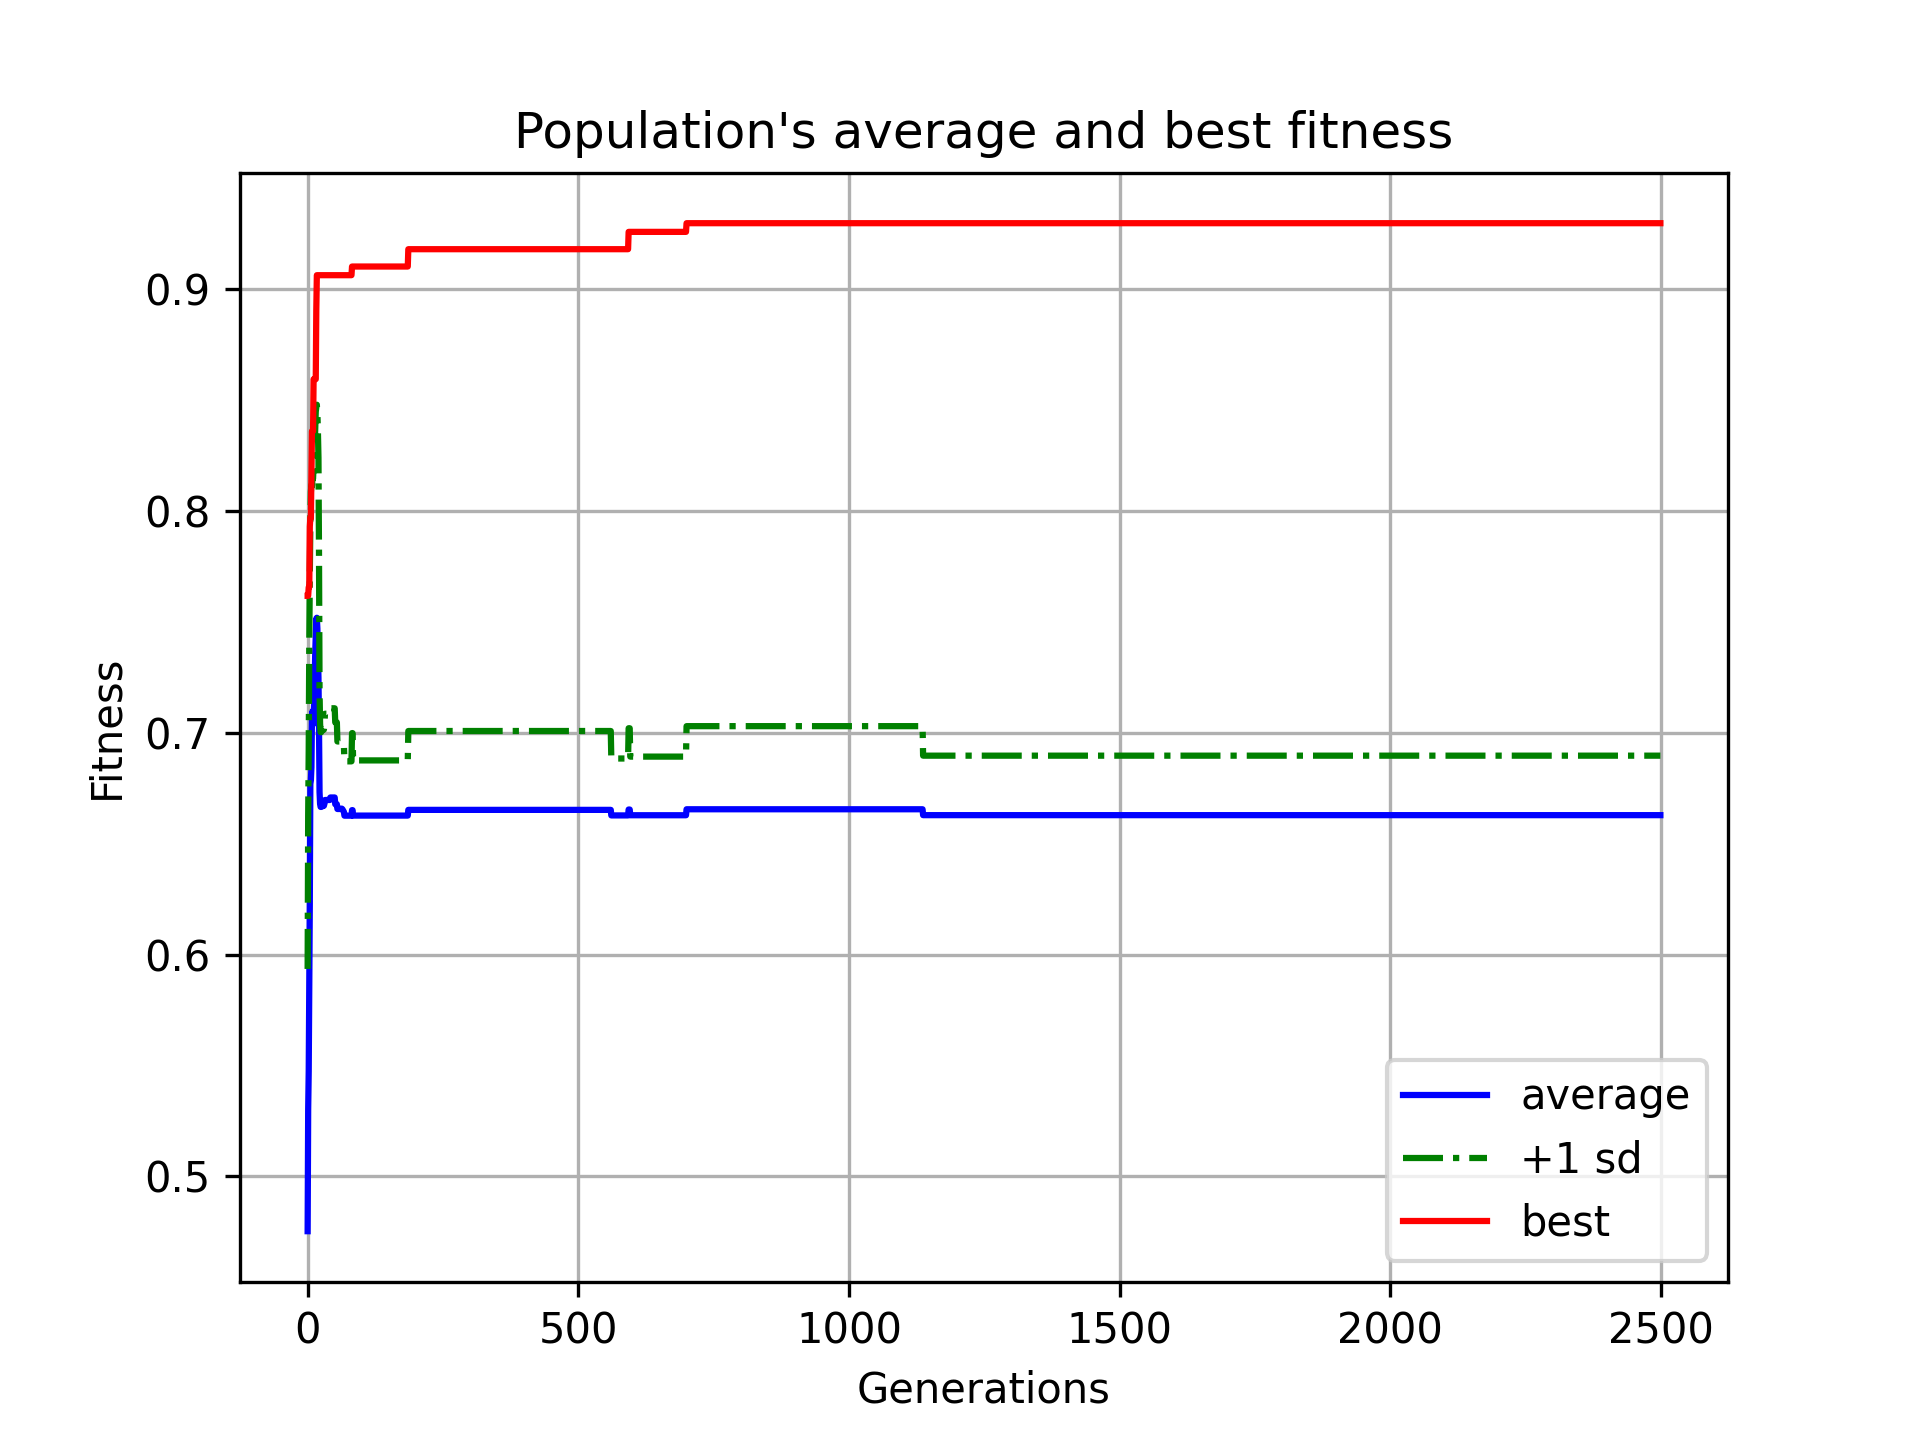 Population's average and best fitness
0.9
0.8
0.7
0.6
0.5
Fitness
average
+1 sd
best
0 500 1000 1500 2000 2500
Generations